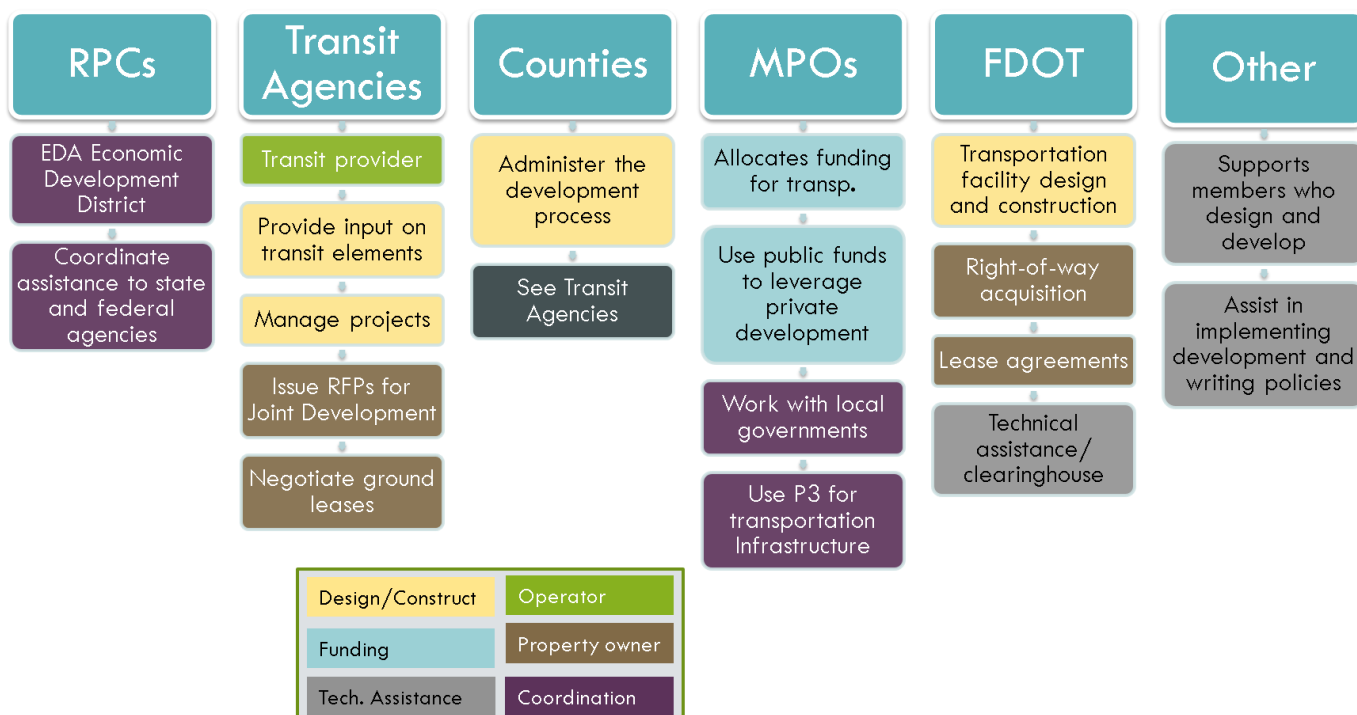 RPCs
EDA Economic
Development
District
Coordinate
assistance to state
and federal
agencies
Transit
Agencies
Transit provider
Provide input on
transit elements
Manage projects
Issue RFPs for
Joint Development
Negotiate ground
leases
Counties
Administer the
development
process
See Transit
Agencies
MPOs
Allocates funding
for transp.
Use public funds
to leverage
private
development
Work with local
governments
Use P3 for
transportation
Infrastructure
FDOT
Transportation
facility design
and construction
Right-of-way
acquisition
Lease agreements
Technical
assistance/
clearinghouse
Other
Supports
members who
design and
develop
Assist in
implementing
development and
writing policies
Design/Construct
Operator
Funding
Property owner
Tech. Assistance
Coordination